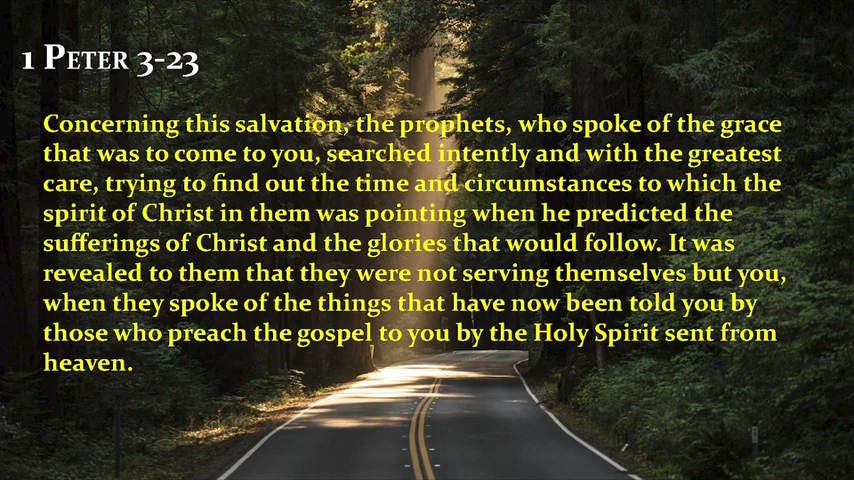 1 Peter 3-23
Concerning this salvation, the prophets, who spoke of the grace
that was to come to you, searched intently and with the greatest
care, trying to find out the time and circumstances to which the
spirit of Christ in them was pointing when he predicted the
sufferings of Christ and the glories that would follow. It was
revealed to them that they were not serving themselves but you,
when they spoke of the things that have now been told you by
those who preach the gospel to you by the Holy Spirit sent from
heaven.